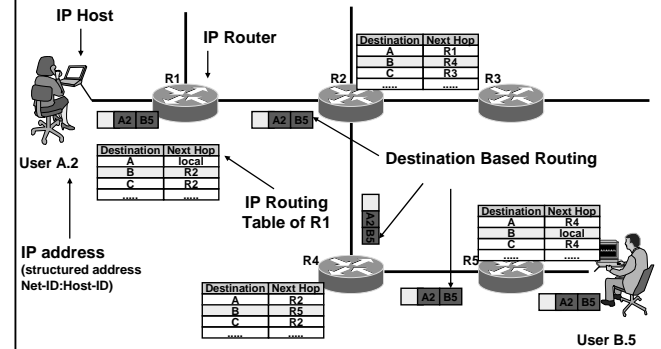 IP Host
IP Router
Destination Next Hop
A R1
B R4
C R3
..... .....
R1
R2
R3
A2 B5
A2 B5
User A.2
Destination Next Hop
A local
B R2
C R2
..... .....
Destination Based Routing
IP Routing
Table of R1
IP address
(structured address
Net-ID:Host-ID)
A2 B5
Destination Next Hop
A R4
B local
C R4
..... .....
R4
R5
Destination Next Hop
A R2
B R5
C R2
..... .....
A2 B5
A2 B5
User B.5